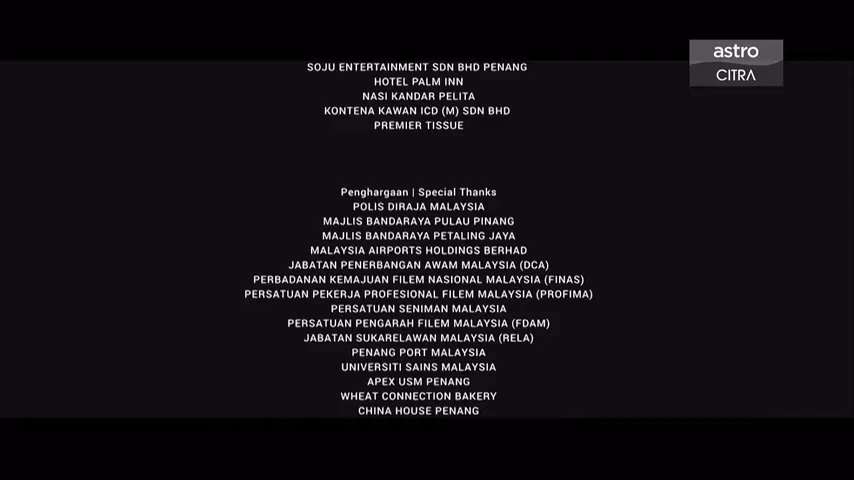 astro
CITRA
SOJU ENTERTAINMENT SDN BHD PENANG
HOTEL PALM INN
NASI KANDAR PELITA
KONTENA KAWAN ICD (M) SDN BHD
PREMIER TISSUE
Penghargaan | Special Thanks
POLIS DIRAJA MALAYSIA
MAJLIS BANDARAYA PULAU PINANG
MAJLIS BANDARAYA PETALING JAYA
MALAYSIA AIRPORTS HOLDINGS BERHAD
JABATAN PENERBANGAN AWAM MALAYSIA (DCA)
PERBADANAN KEMAJUAN FILEM NASIONAL MALAYSIA (FINAS)
PERSATUAN PEKERJA PROFESIONAL FILEM MALAYSIA (PROFIMA)
PERSATUAN SENIMAN MALAYSIA
PERSATUAN PENGARAH FILEM MALAYSIA (FDAM)
JABATAN SUKARELAWAN MALAYSIA (RELA)
PENANG PORT MALAYSIA
UNIVERSITI SAINS MALAYSIA
APEX USM PENANG
WHEAT CONNECTION BAKERY
CHINA HOUSE PENANG